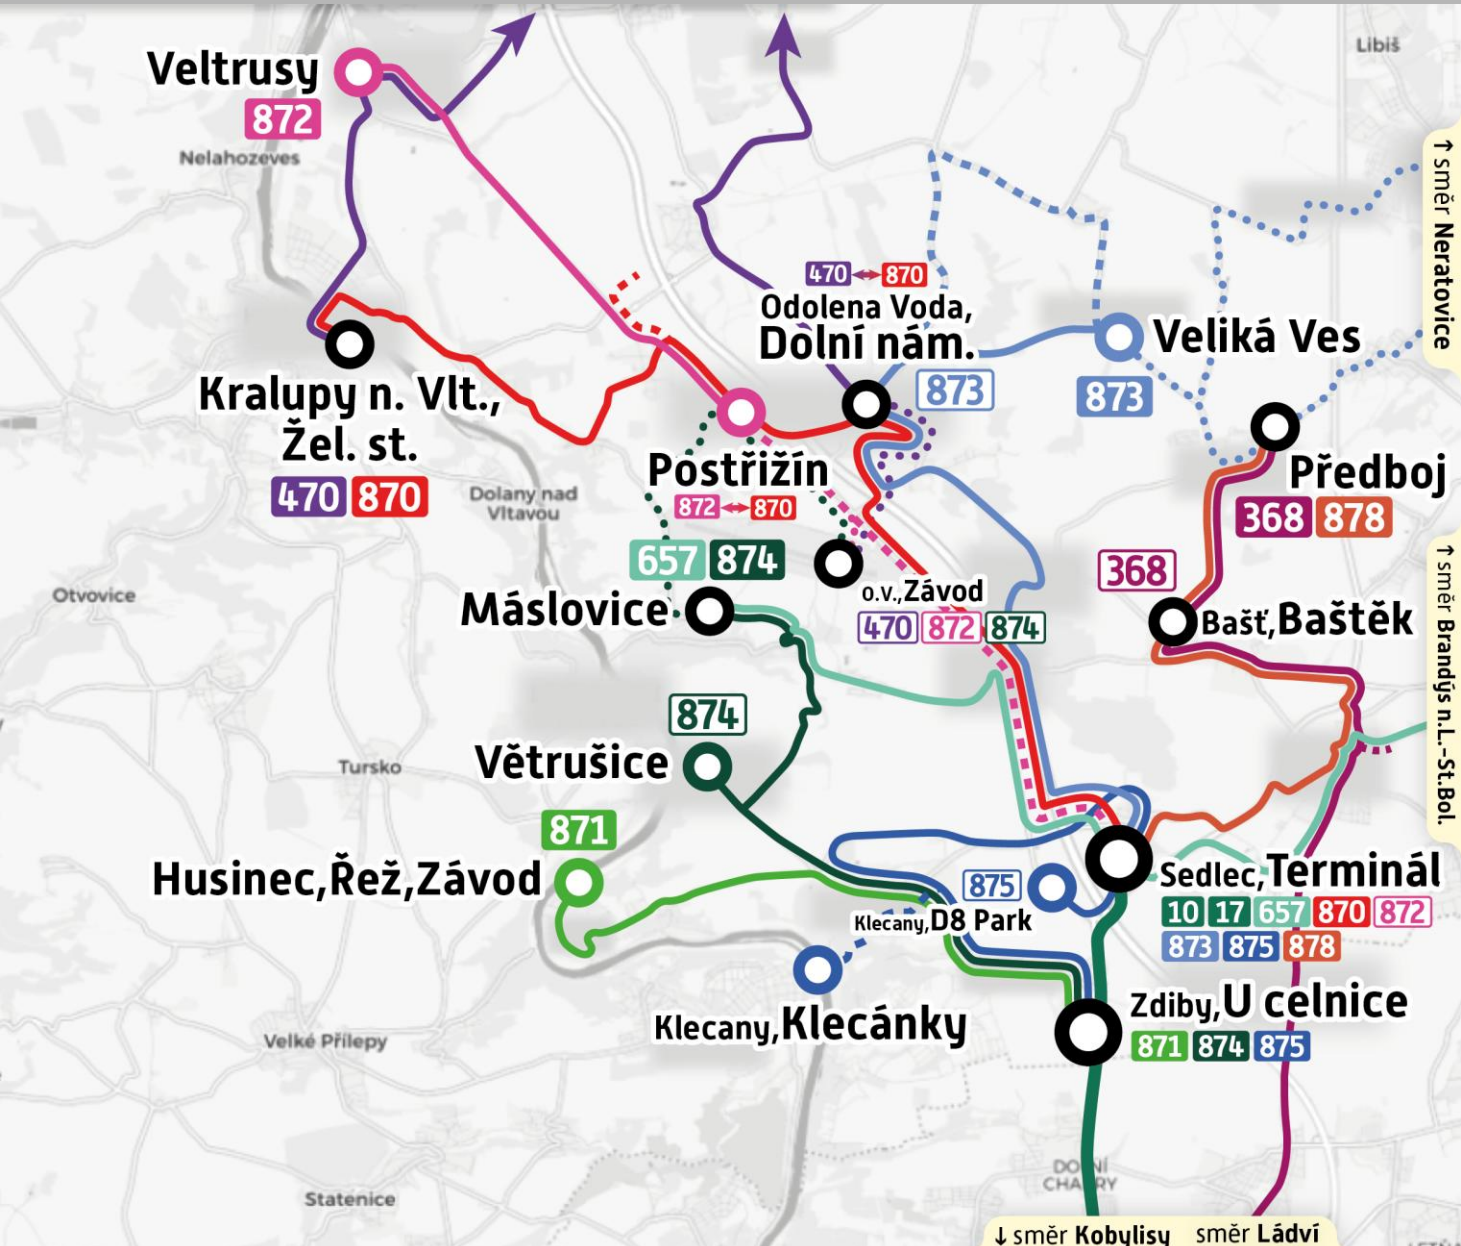 Libiš
Veltrusy
872
Nelahozeves
↑ směr Neratovice
470 ↔ 870
Odolena Voda,
Dolní nám.
873
Veliká Ves
873
Kralupy n. Vlt.,
Žel. st.
470 870
Postřižín
872 ↔ 870
Předboj
368 878
Dolany nad
Vltavou
657 874
368
Otvovice
Máslovice
o.v.,Závod
470 872 874
Bašť,Baštěk
↑ směr Brandýs n.L.-St.Bol.
874
Větrušice
Tursko
871
Husinec,Řež,Závod
875
Klecany,D8 Park
Sedlec,Terminál
10 17 657 870 872
873 875 878
Klecany,Klecánky
Zdiby,U celnice
871 874 875
Velké Přílepy
DOLNÍ
CHABRY
Statenice
↓ směr Kobylisy směr Ládví